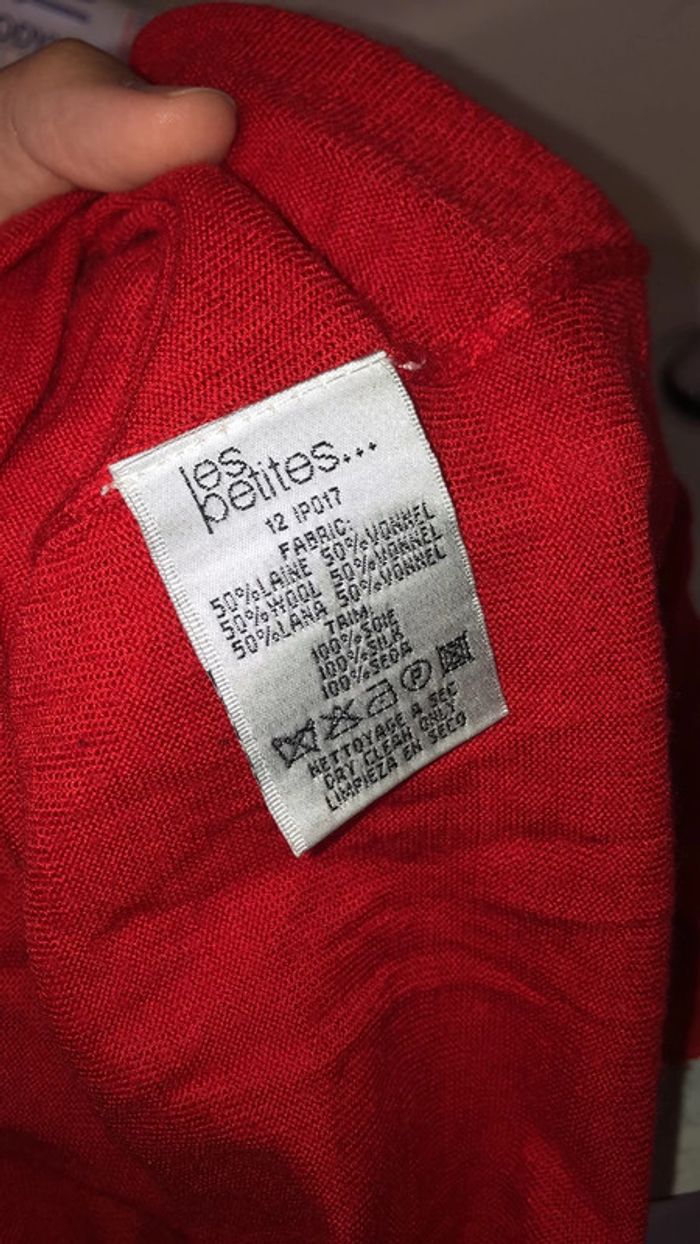 les
petites...
12 IP017
FABRIC:
50%LAINE 50%VONNEL
50%WOOL 50%VONNEL
50%LANA 50%VONNEL
TRIM:
100%SOIE
100%SILK
100%SEDA
P
NETTOYAGE A SEC
DRY CLEAN ONLY
LIMPIEZA EN SECO